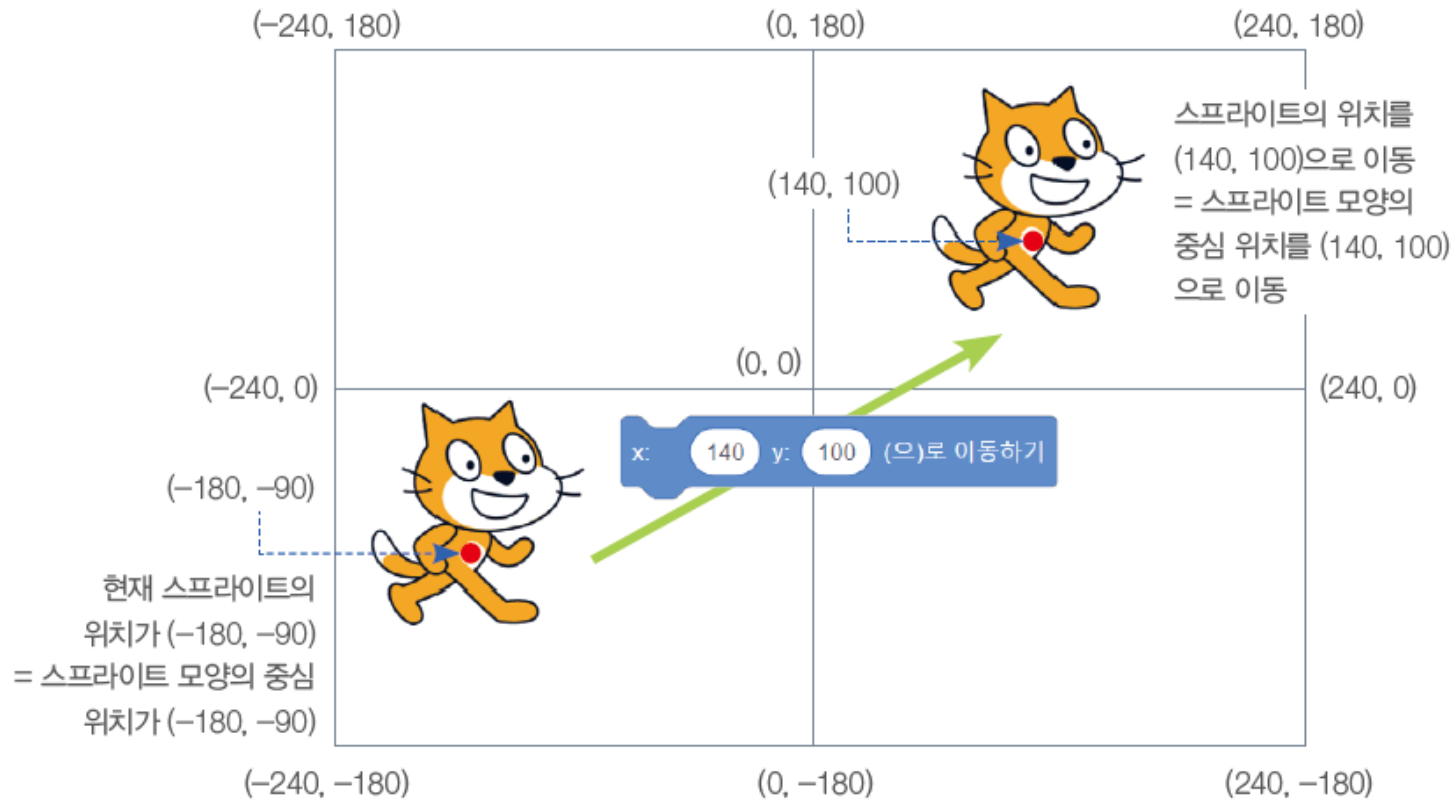 (−240, 180)
(0, 180)
(240, 180)
스프라이트의 위치를
(140, 100)으로 이동
= 스프라이트 모양의
중심 위치를 (140, 100)
으로 이동
(140, 100)
(0, 0)
(−240, 0)
(240, 0)
x: 140 y: 100 (으)로 이동하기
(−180, −90)
현재 스프라이트의
위치가 (−180, −90)
= 스프라이트 모양의 중심
위치가 (−180, −90)
(−240, −180)
(0, −180)
(240, −180)